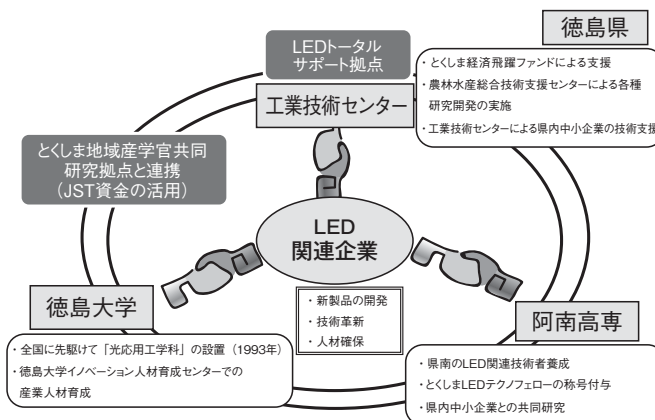 徳島県
・とくしま経済飛躍ファンドによる支援
・農林水産総合技術支援センターによる各種
研究開発の実施
・工業技術センターによる県内中小企業の技術支援
LEDトータル
サポート拠点
工業技術センター
とくしま地域産学官共同
研究拠点と連携
(JST資金の活用)
LED
関連企業
・新製品の開発
・技術革新
・人材確保
徳島大学
・全国に先駆けて「光応用工学科」の設置(1993年)
・徳島大学イノベーション人材育成センターでの
産業人材育成
阿南高専
・県南のLED関連技術者養成
・とくしまLEDテクノフェローの称号付与
・県内中小企業との共同研究